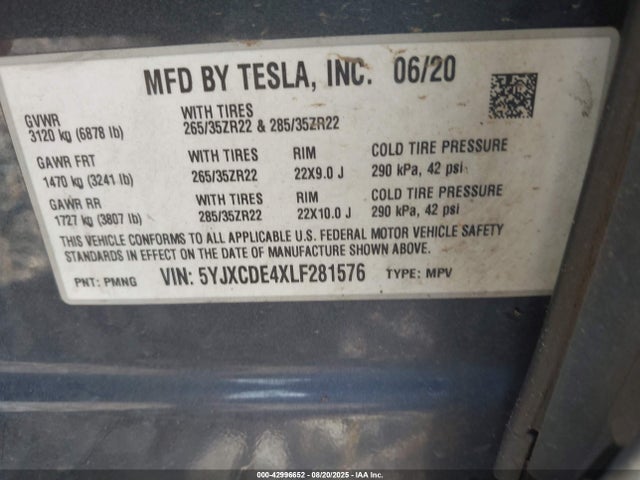 MFD BY TESLA, INC. 06/20
GVWR
3120 kg (6878 lb)
WITH TIRES
265/35ZR22 & 285/35ZR22
GAWR FRT
1470 kg (3241 lb)
WITH TIRES
265/35ZR22
RIM
22X9.0 J
COLD TIRE PRESSURE
290 kPa, 42 psi
GAWR RR
1727 kg (3807 lb)
WITH TIRES
285/35ZR22
RIM
22X10.0 J
COLD TIRE PRESSURE
290 kPa, 42 psi
THIS VEHICLE CONFORMS TO ALL APPLICABLE U.S. FEDERAL MOTOR VEHICLE SAFETY
STANDARDS IN EFFECT ON THE DATE OF MANUFACTURE SHOWN ABOVE.
PNT: PMNG VIN: 5YJXCDE4XLF281576 TYPE: MPV
000-42996652 - 08/20/2025 - IAA Inc.